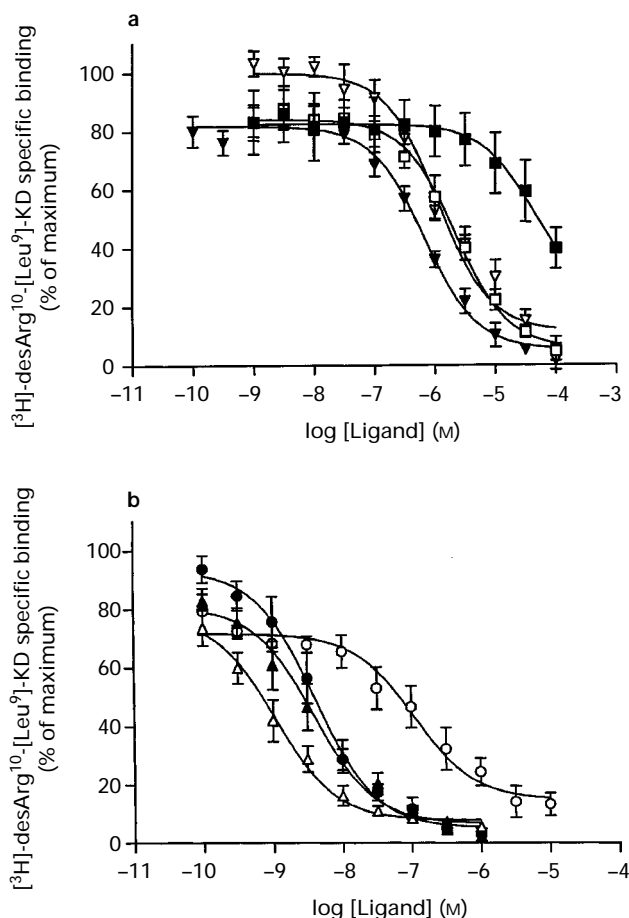 a
[³H]-desArg¹⁰-[Leu⁹]-KD specific binding
(% of maximum)
100
80
60
40
20
0
−11 −10 −9 −8 −7 −6 −5 −4 −3
log [Ligand] (M)
b
[³H]-desArg¹⁰-[Leu⁹]-KD specific binding
(% of maximum)
100
80
60
40
20
0
−11 −10 −9 −8 −7 −6 −5 −4
log [Ligand] (M)